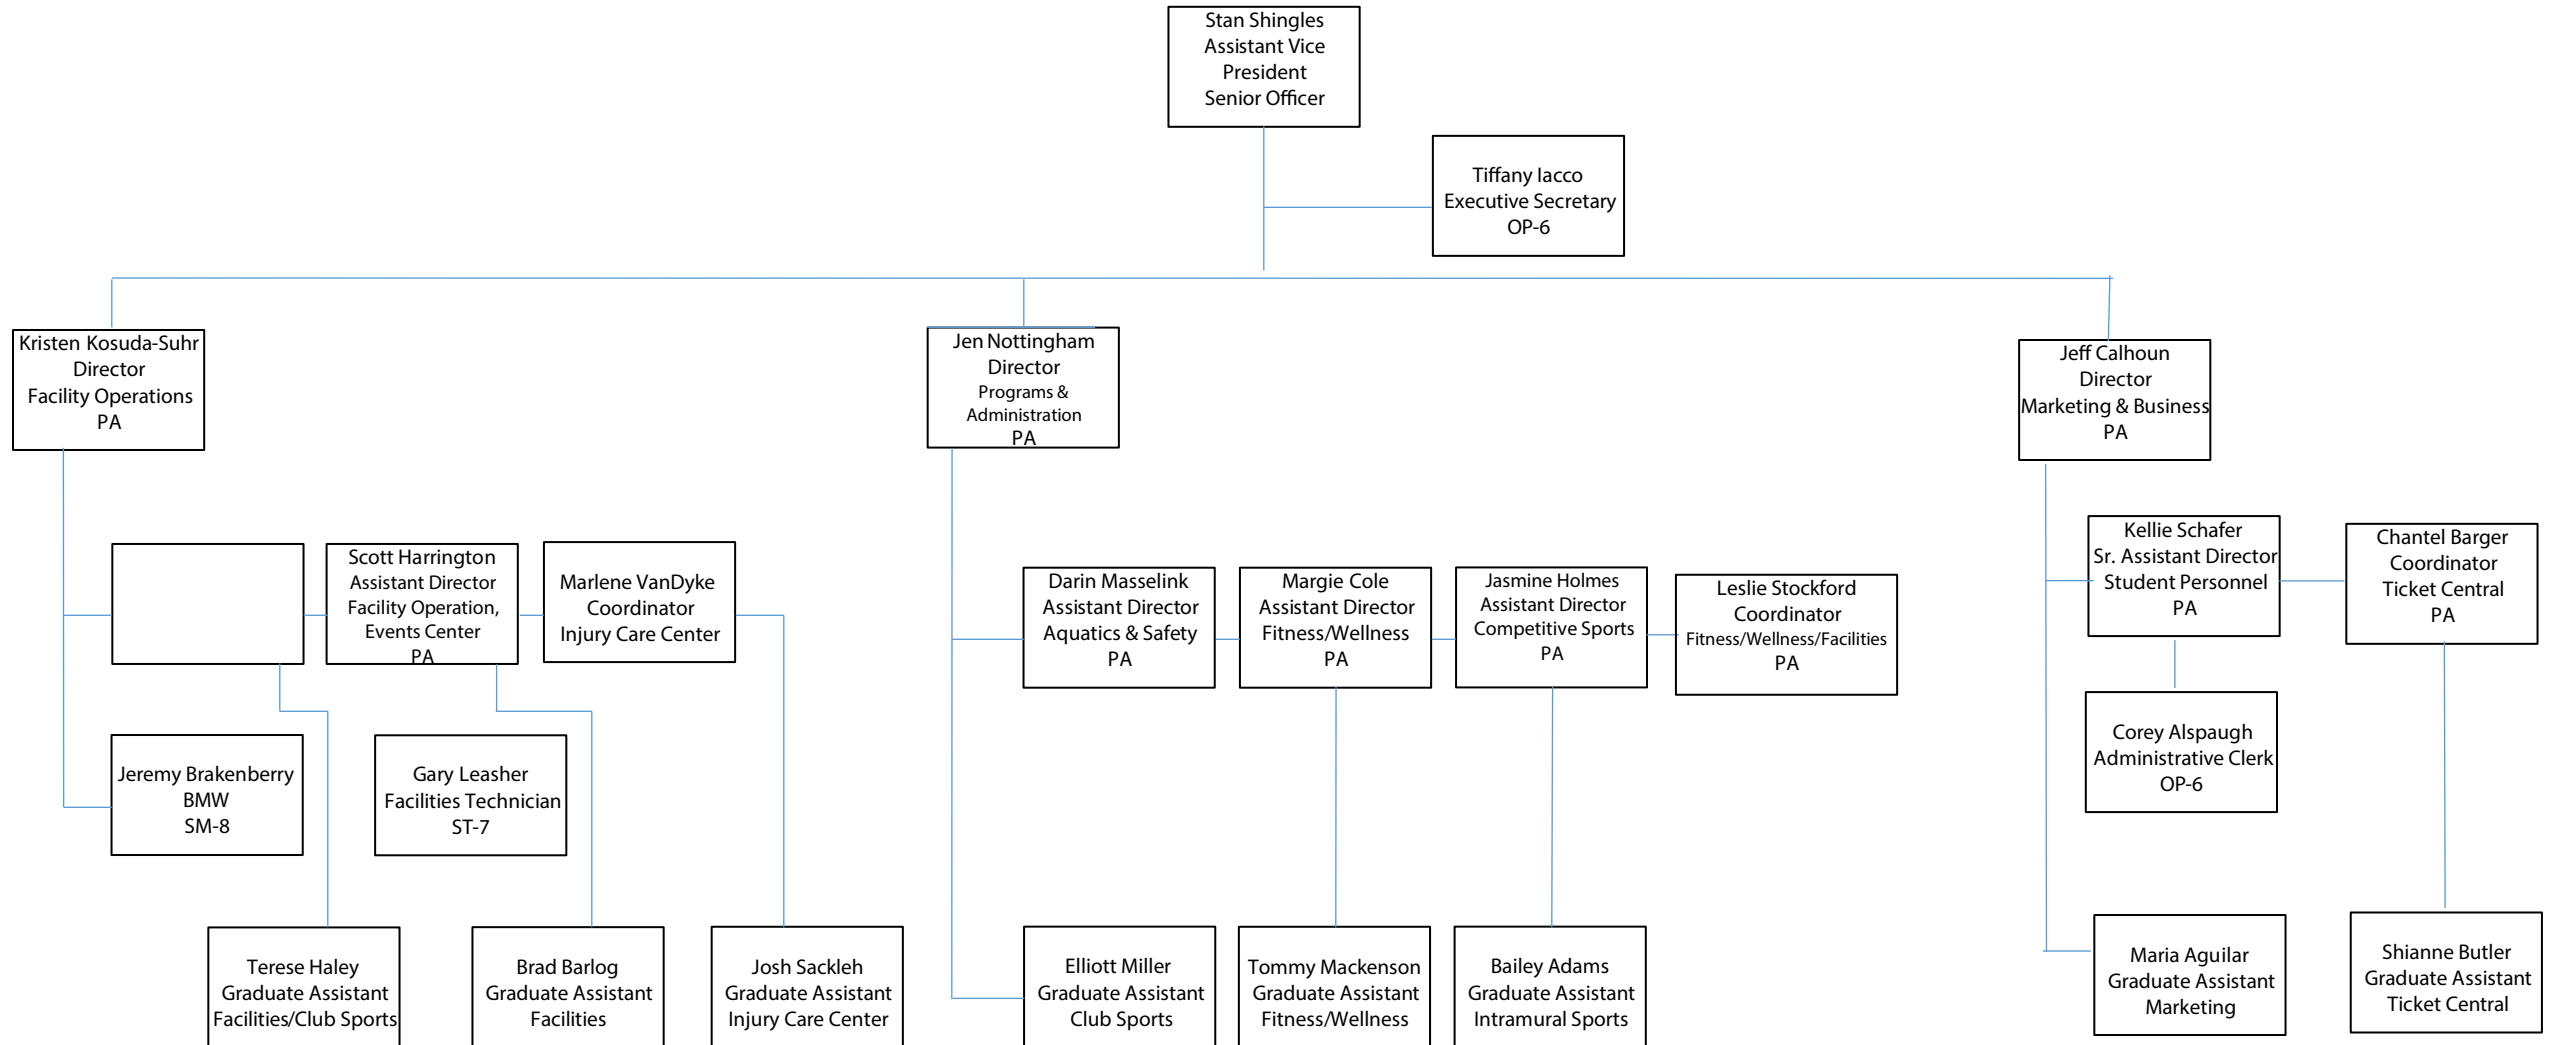 Stan Shingles
Assistant Vice
President
Senior Officer
Tiffany Iacco
Executive Secretary
OP-6
Kristen Kosuda-Suhr
Director
Facility Operations
PA
Jen Nottingham
Director
Programs &
Administration
PA
Jeff Calhoun
Director
Marketing & Business
PA
Scott Harrington
Assistant Director
Facility Operation,
Events Center
PA
Marlene VanDyke
Coordinator
Injury Care Center
Darin Masselink
Assistant Director
Aquatics & Safety
PA
Margie Cole
Assistant Director
Fitness/Wellness
PA
Jasmine Holmes
Assistant Director
Competitive Sports
PA
Leslie Stockford
Coordinator
Fitness/Wellness/Facilities
PA
Kellie Schafer
Sr. Assistant Director
Student Personnel
PA
Chantel Barger
Coordinator
Ticket Central
PA
Jeremy Brakenberry
BMW
SM-8
Gary Leasher
Facilities Technician
ST-7
Corey Alspaugh
Administrative Clerk
OP-6
Terese Haley
Graduate Assistant
Facilities/Club Sports
Brad Barlog
Graduate Assistant
Facilities
Josh Sackleh
Graduate Assistant
Injury Care Center
Elliott Miller
Graduate Assistant
Club Sports
Tommy Mackenson
Graduate Assistant
Fitness/Wellness
Bailey Adams
Graduate Assistant
Intramural Sports
Maria Aguilar
Graduate Assistant
Marketing
Shianne Butler
Graduate Assistant
Ticket Central